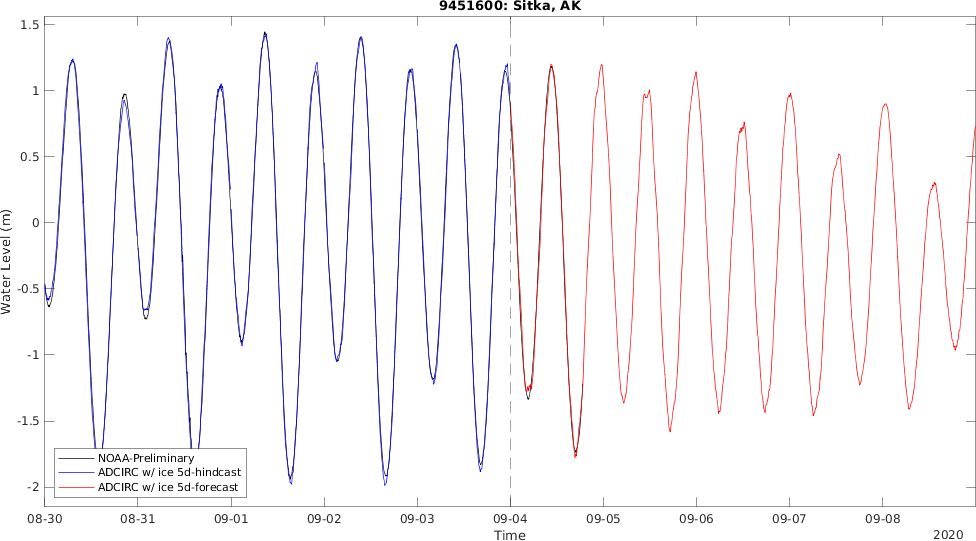 9451600: Sitka, AK
1.5
1
0.5
0
-0.5
-1
-1.5
-2
Water Level (m)
NOAA-Preliminary
ADCIRC w/ ice 5d-hindcast
ADCIRC w/ ice 5d-forecast
08-30 08-31 09-01 09-02 09-03 09-04 09-05 09-06 09-07 09-08
Time
2020